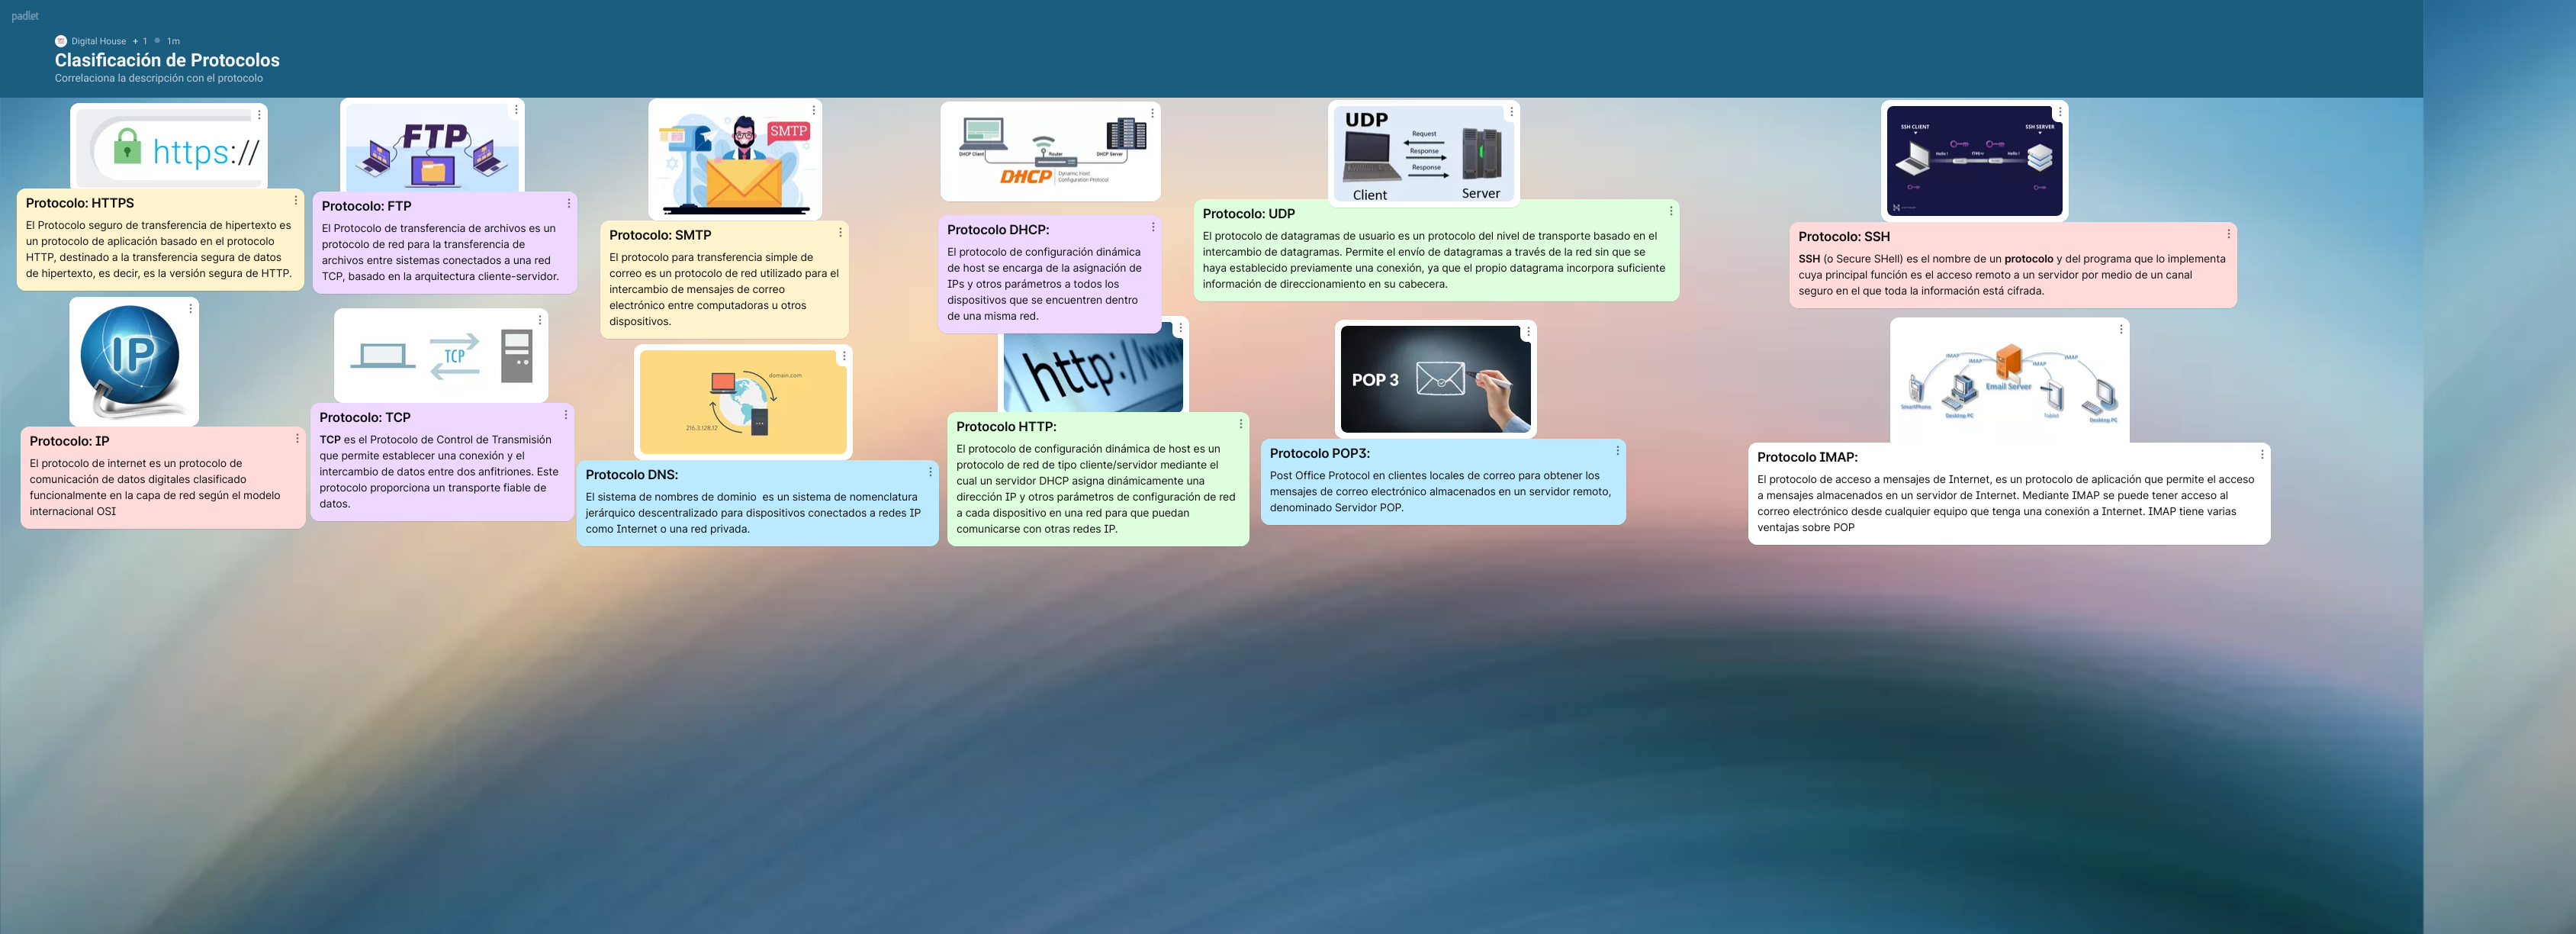 padlet
Digital House + 1 1m
Clasificación de Protocolos
Correlaciona la descripción con el protocolo
https://
Protocolo: HTTPS
El Protocolo seguro de transferencia de hipertexto es
un protocolo de aplicación basado en el protocolo
HTTP, destinado a la transferencia segura de datos
de hipertexto, es decir, es la versión segura de HTTP.
FTP
Protocolo: FTP
El Protocolo de transferencia de archivos es un
protocolo de red para la transferencia de
archivos entre sistemas conectados a una red
TCP, basado en la arquitectura cliente-servidor.
SMTP
Protocolo: SMTP
El protocolo para transferencia simple de
correo es un protocolo de red utilizado para el
intercambio de mensajes de correo
electrónico entre computadoras u otros
dispositivos.
DHCP Client
Router
DHCP Server
DHCP
Dynamic Host
Configuration Protocol
Protocolo DHCP:
El protocolo de configuración dinámica
de host se encarga de la asignación de
IPs y otros parámetros a todos los
dispositivos que se encuentren dentro
de una misma red.
UDP
Request
Response
Response
Client
Server
Protocolo: UDP
El protocolo de datagramas de usuario es un protocolo del nivel de transporte basado en el
intercambio de datagramas. Permite el envío de datagramas a través de la red sin que se
haya establecido previamente una conexión, ya que el propio datagrama incorpora suficiente
información de direccionamiento en su cabecera.
SSH CLIENT
SSH SERVER
Hello !
Hello !
Protocolo: SSH
SSH (o Secure SHell) es el nombre de un protocolo y del programa que lo implementa
cuya principal función es el acceso remoto a un servidor por medio de un canal
seguro en el que toda la información está cifrada.
IP
Protocolo: IP
El protocolo de internet es un protocolo de
comunicación de datos digitales clasificado
funcionalmente en la capa de red según el modelo
internacional OSI
TCP
Protocolo: TCP
TCP es el Protocolo de Control de Transmisión
que permite establecer una conexión y el
intercambio de datos entre dos anfitriones. Este
protocolo proporciona un transporte fiable de
datos.
domain.com
216.3.128.12
Protocolo DNS:
El sistema de nombres de dominio  es un sistema de nomenclatura
jerárquico descentralizado para dispositivos conectados a redes IP
como Internet o una red privada.
http://www
Protocolo HTTP:
El protocolo de configuración dinámica de host es un
protocolo de red de tipo cliente/servidor mediante el
cual un servidor DHCP asigna dinámicamente una
dirección IP y otros parámetros de configuración de red
a cada dispositivo en una red para que puedan
comunicarse con otras redes IP.
POP 3
Protocolo POP3:
Post Office Protocol en clientes locales de correo para obtener los
mensajes de correo electrónico almacenados en un servidor remoto,
denominado Servidor POP.
IMAP
IMAP
IMAP
IMAP
Email Server
SmartPhone
Desktop PC
Tablet
Desktop PC
Protocolo IMAP:
El protocolo de acceso a mensajes de Internet, es un protocolo de aplicación que permite el acceso
a mensajes almacenados en un servidor de Internet. Mediante IMAP se puede tener acceso al
correo electrónico desde cualquier equipo que tenga una conexión a Internet. IMAP tiene varias
ventajas sobre POP